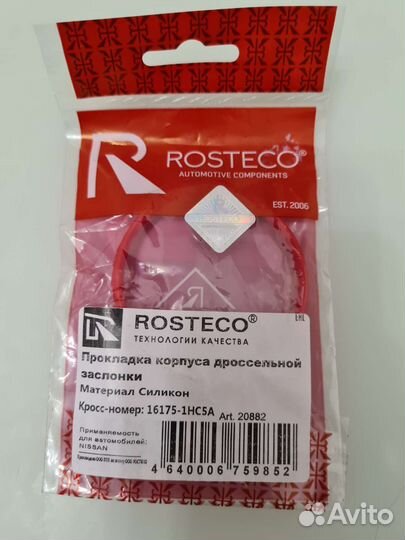 ROSTECO®
AUTOMOTIVE COMPONENTS
EST. 2006
ROSTECO®
ТЕХНОЛОГИИ КАЧЕСТВА
EAC
Прокладка корпуса дроссельной
заслонки
Материал Силикон
Кросс-номер: 16175-1HC5A Art. 20882
Применяемость
для автомобилей:
NISSAN
4 640006 759852
Avito